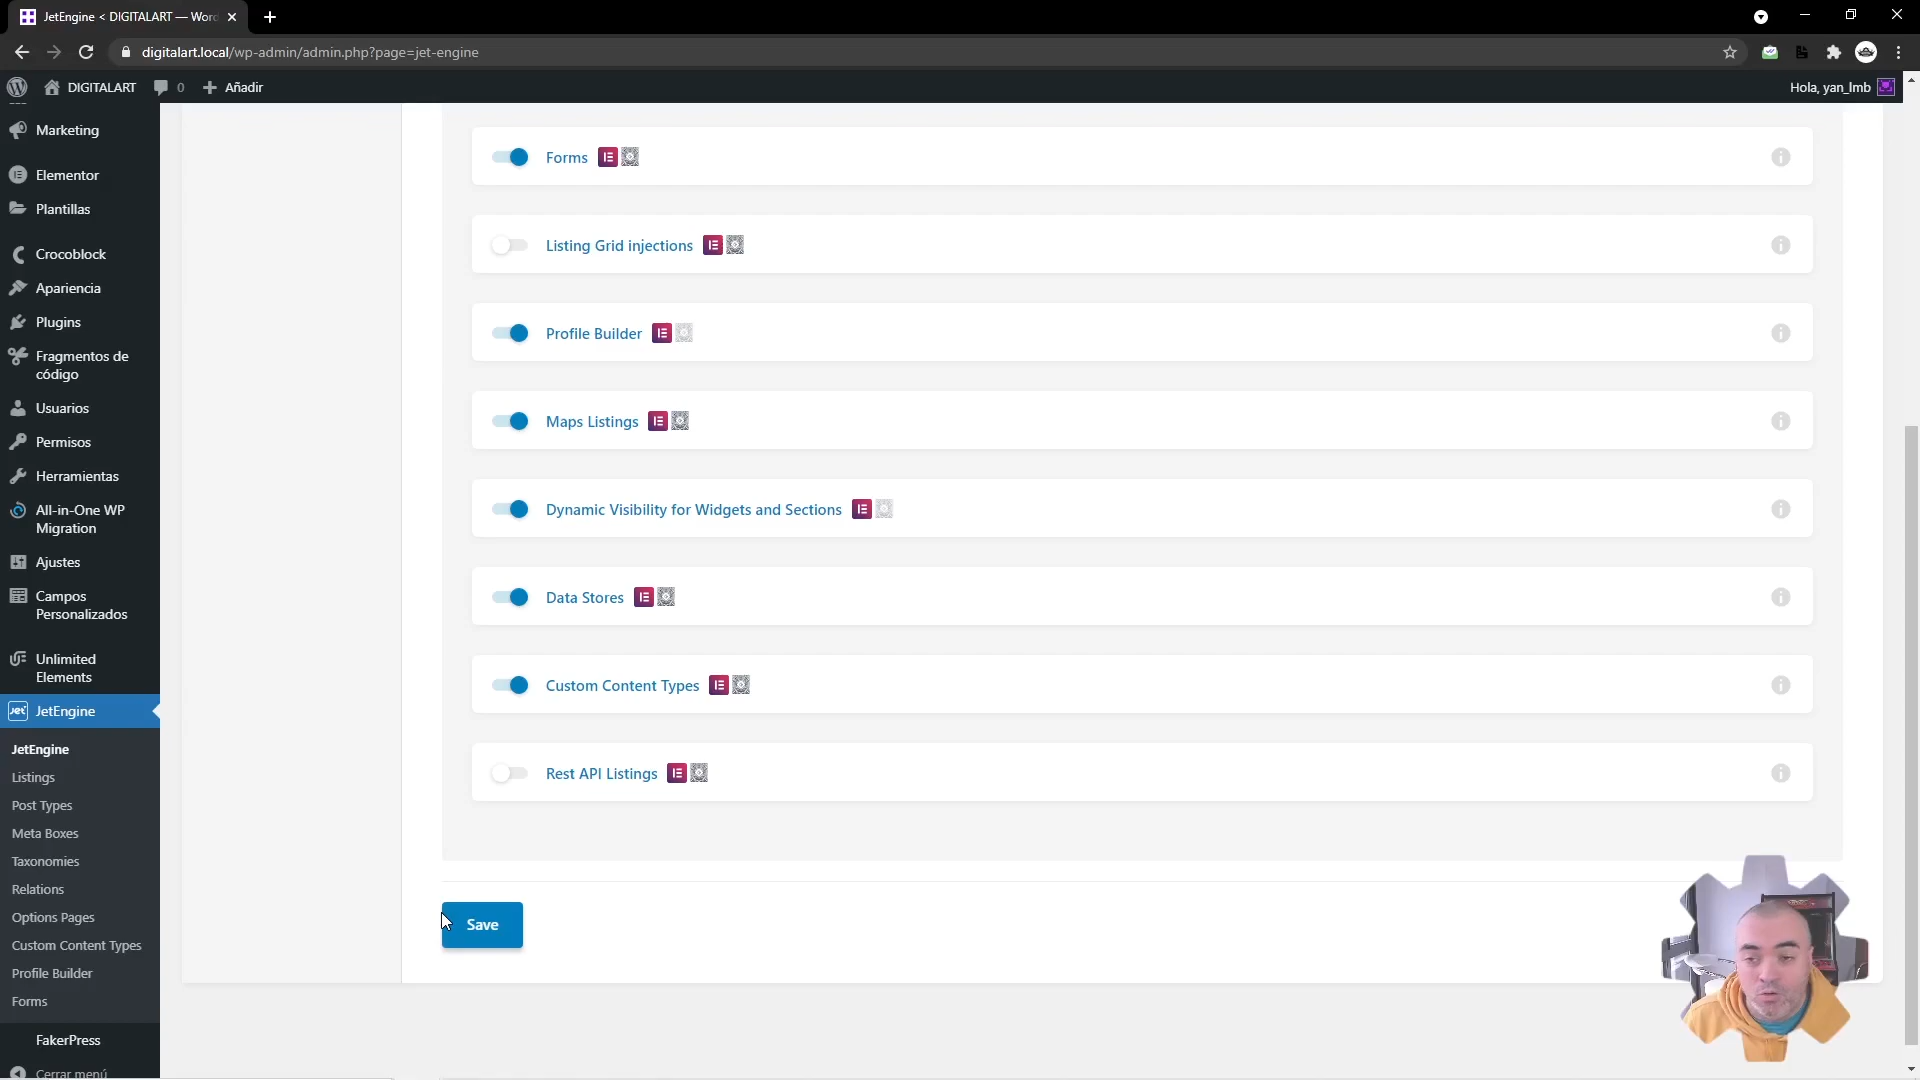 JetEngine < DIGITALART — Word
digitalart.local/wp-admin/admin.php?page=jet-engine
DIGITALART
0
Añadir
Hola, yan_lmb
Marketing
Elementor
Plantillas
Crocoblock
Apariencia
Plugins
Fragmentos de
código
Usuarios
Permisos
Herramientas
All-in-One WP
Migration
Ajustes
Campos
Personalizados
Unlimited
Elements
Jet
JetEngine
JetEngine
Listings
Post Types
Meta Boxes
Taxonomies
Relations
Options Pages
Custom Content Types
Profile Builder
Forms
FakerPress
Cerrar menú
Forms
Listing Grid injections
Profile Builder
Maps Listings
Dynamic Visibility for Widgets and Sections
Data Stores
Custom Content Types
Rest API Listings
Save